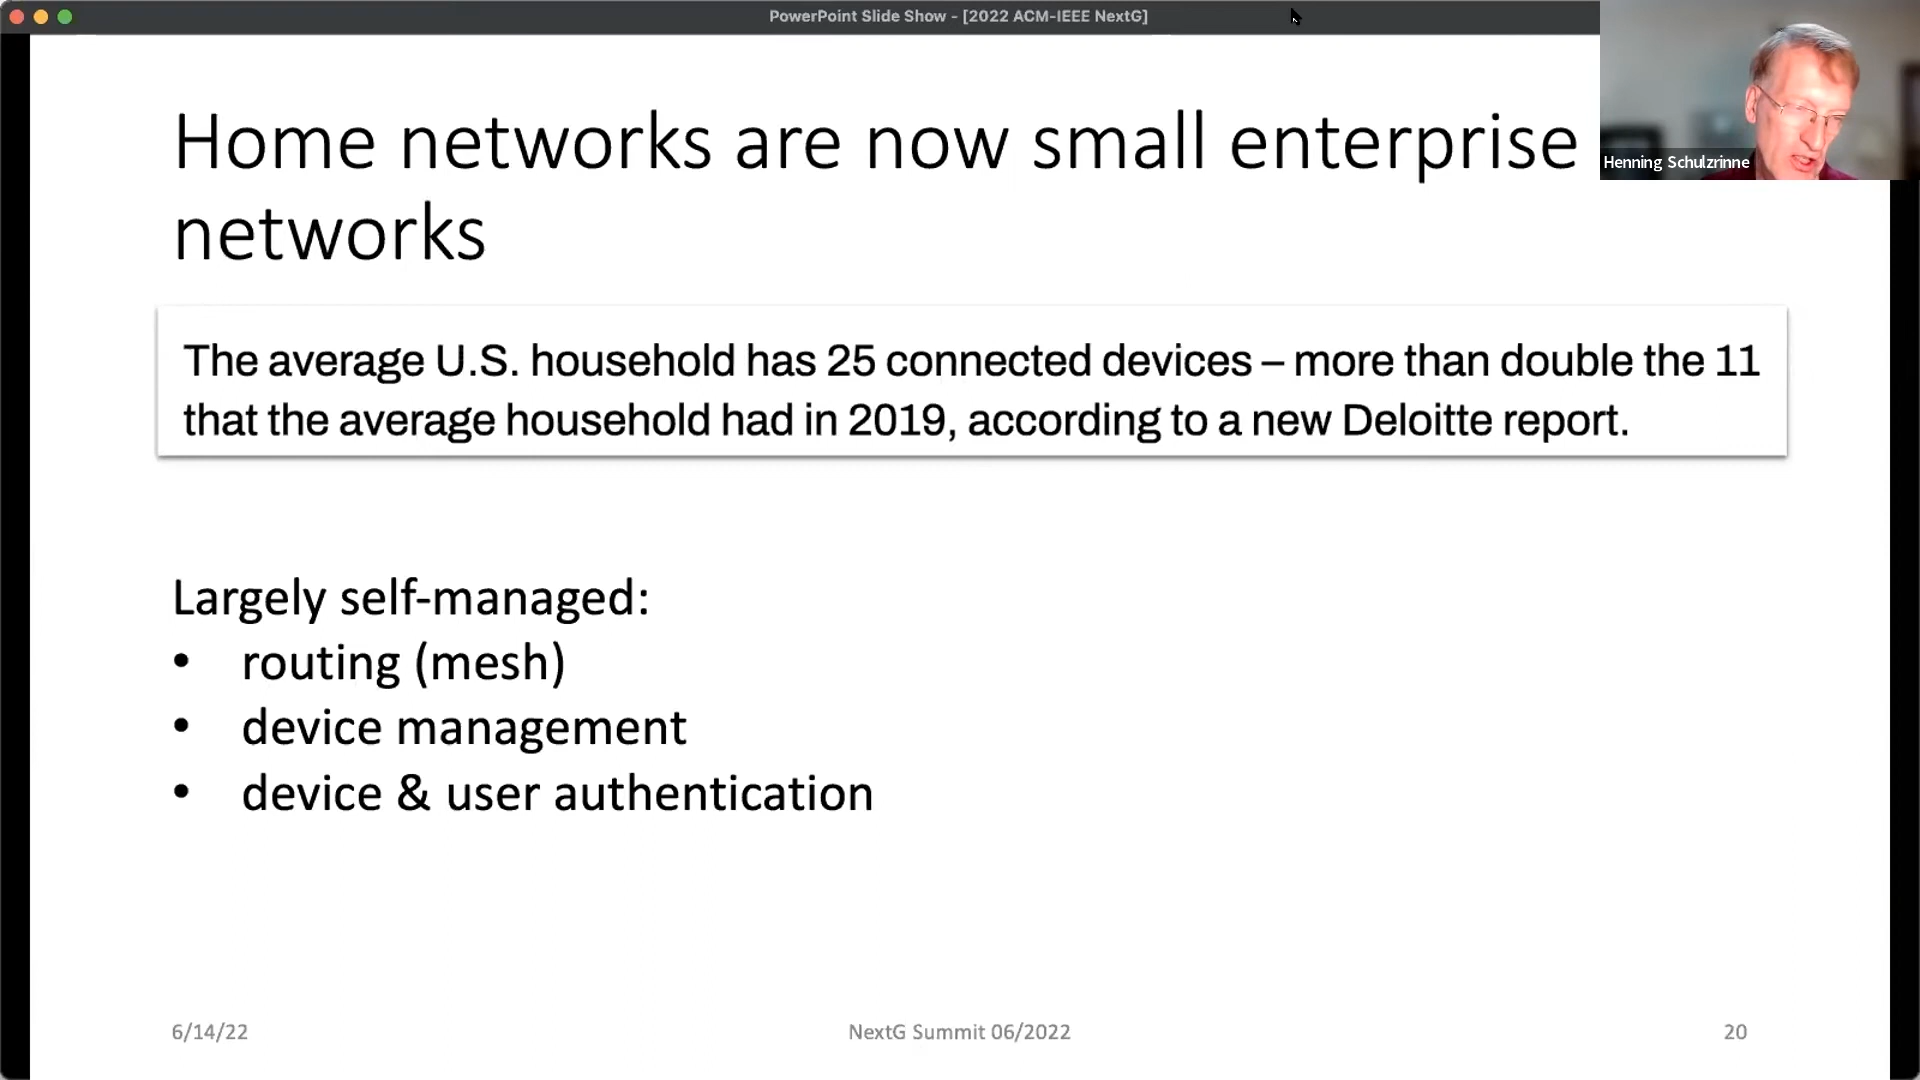 PowerPoint Slide Show - [2022 ACM-IEEE NextG]
Henning Schulzrinne
Home networks are now small enterprise
networks
The average U.S. household has 25 connected devices – more than double the 11
that the average household had in 2019, according to a new Deloitte report.
Largely self-managed:
• routing (mesh)
• device management
• device & user authentication
6/14/22
NextG Summit 06/2022
20